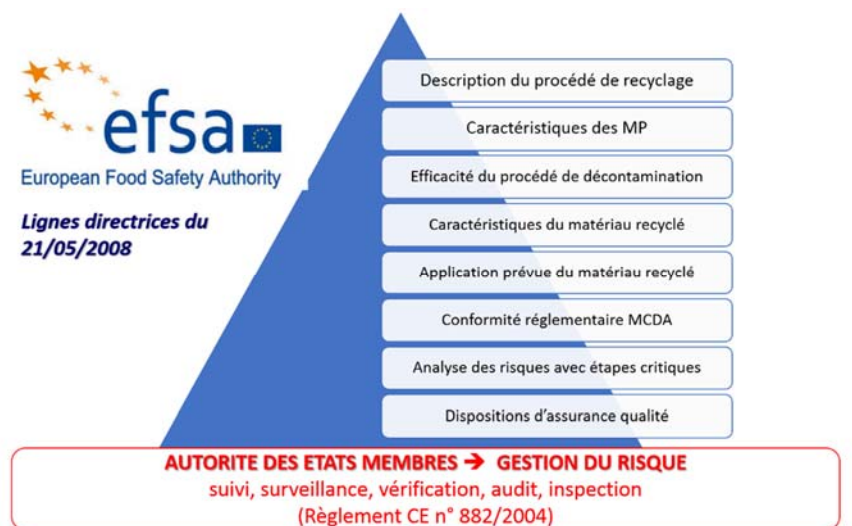 efsa
European Food Safety Authority
Lignes directrices du
21/05/2008
Description du procédé de recyclage
Caractéristiques des MP
Efficacité du procédé de décontamination
Caractéristiques du matériau recyclé
Application prévue du matériau recyclé
Conformité réglementaire MCDA
Analyse des risques avec étapes critiques
Dispositions d'assurance qualité
AUTORITE DES ETATS MEMBRES → GESTION DU RISQUE
suivi, surveillance, vérification, audit, inspection
(Règlement CE n° 882/2004)